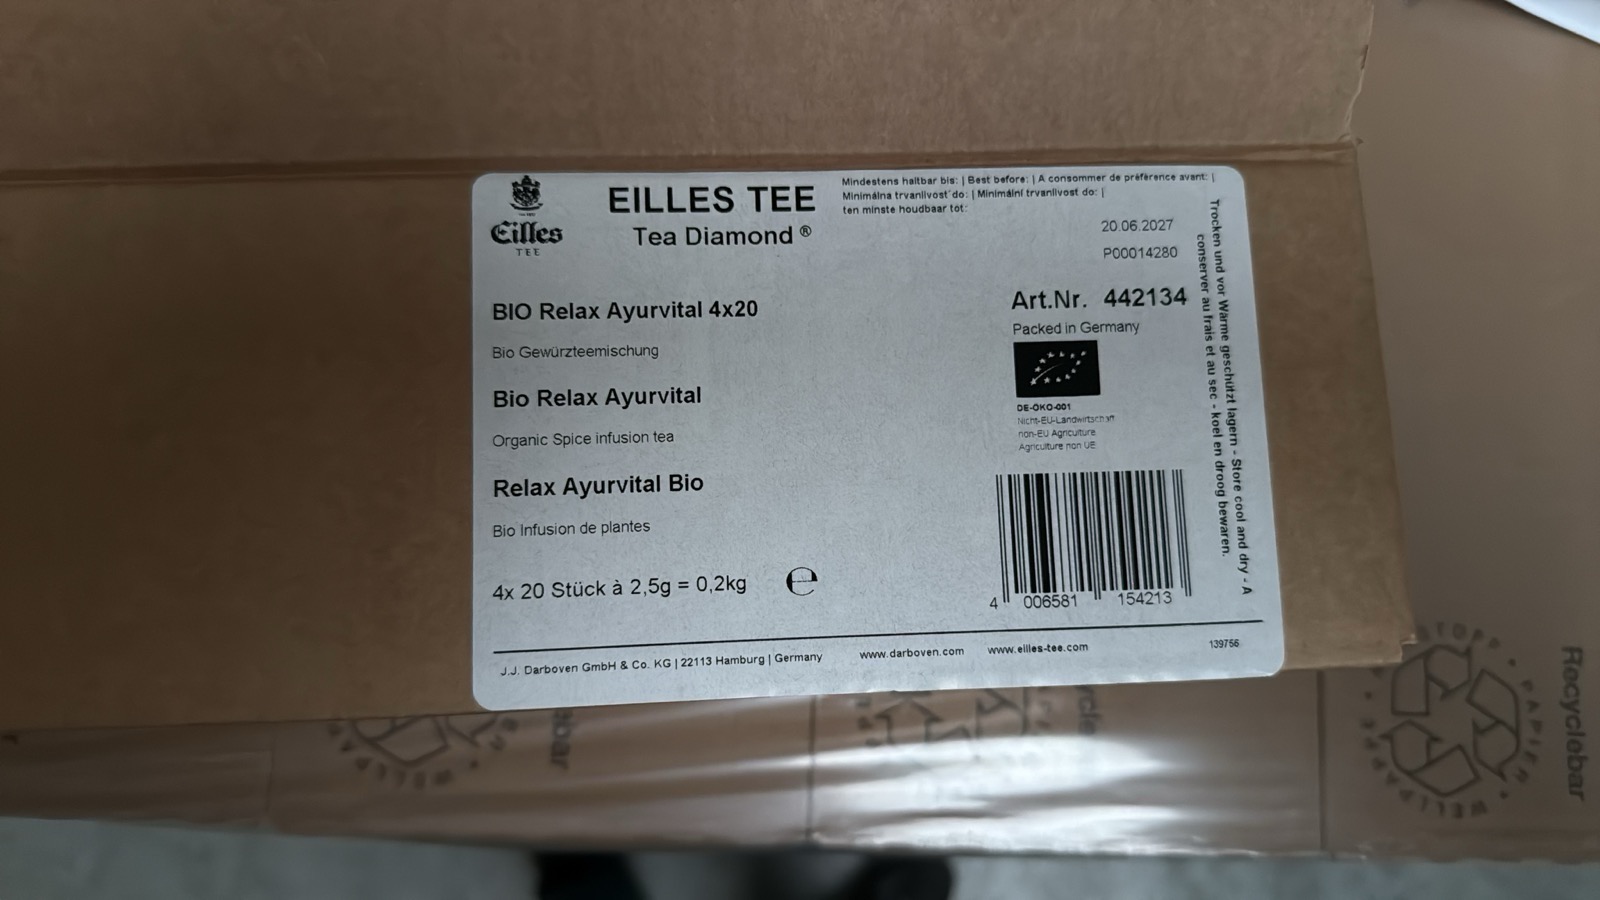 Eilles
TEE
EILLES TEE
Tea Diamond ®
Mindestens haltbar bis: | Best before: | A consommer de préférence avant: |
Minimálna trvanlivosť do: | Minimální trvanlivost do: |
ten minste houdbaar tot:
20.06.2027
P00014280
BIO Relax Ayurvital 4x20
Bio Gewürzteemischung
Bio Relax Ayurvital
Organic Spice infusion tea
Relax Ayurvital Bio
Bio Infusion de plantes
4x 20 Stück à 2,5g = 0,2kg ℮
Art.Nr. 442134
Packed in Germany
DE-ÖKO-001
Nicht-EU-Landwirtschaft
non-EU Agriculture
Agriculture non UE
4 006581 154213
Trocken und vor Wärme geschützt lagern - Store cool and dry - A
conserver au frais et au sec - koel en droog bewaren.
J.J. Darboven GmbH & Co. KG | 22113 Hamburg | Germany
www.darboven.com
www.eilles-tee.com
139756
Recyclebar